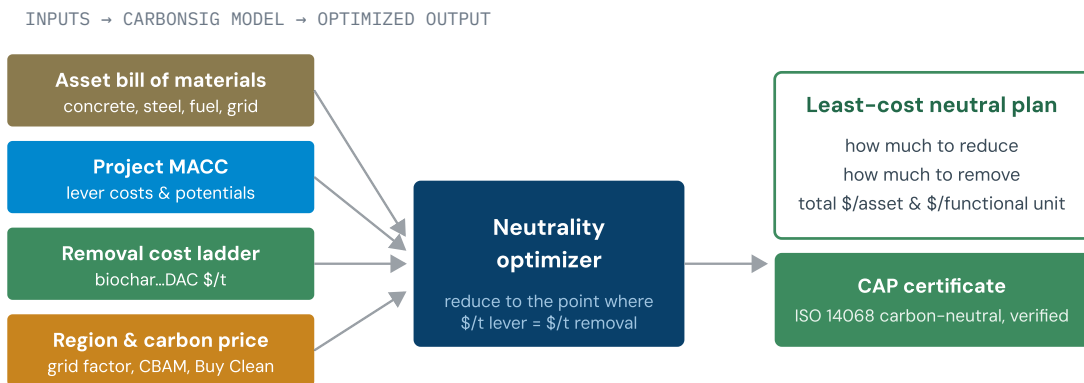 INPUTS → CARBONSIG MODEL → OPTIMIZED OUTPUT
Asset bill of materials
concrete, steel, fuel, grid
Project MACC
lever costs & potentials
Removal cost ladder
biochar…DAC $/t
Region & carbon price
grid factor, CBAM, Buy Clean
Neutrality
optimizer
reduce to the point where
$/t lever = $/t removal
Least-cost neutral plan
how much to reduce
how much to remove
total $/asset & $/functional unit
CAP certificate
ISO 14068 carbon-neutral, verified